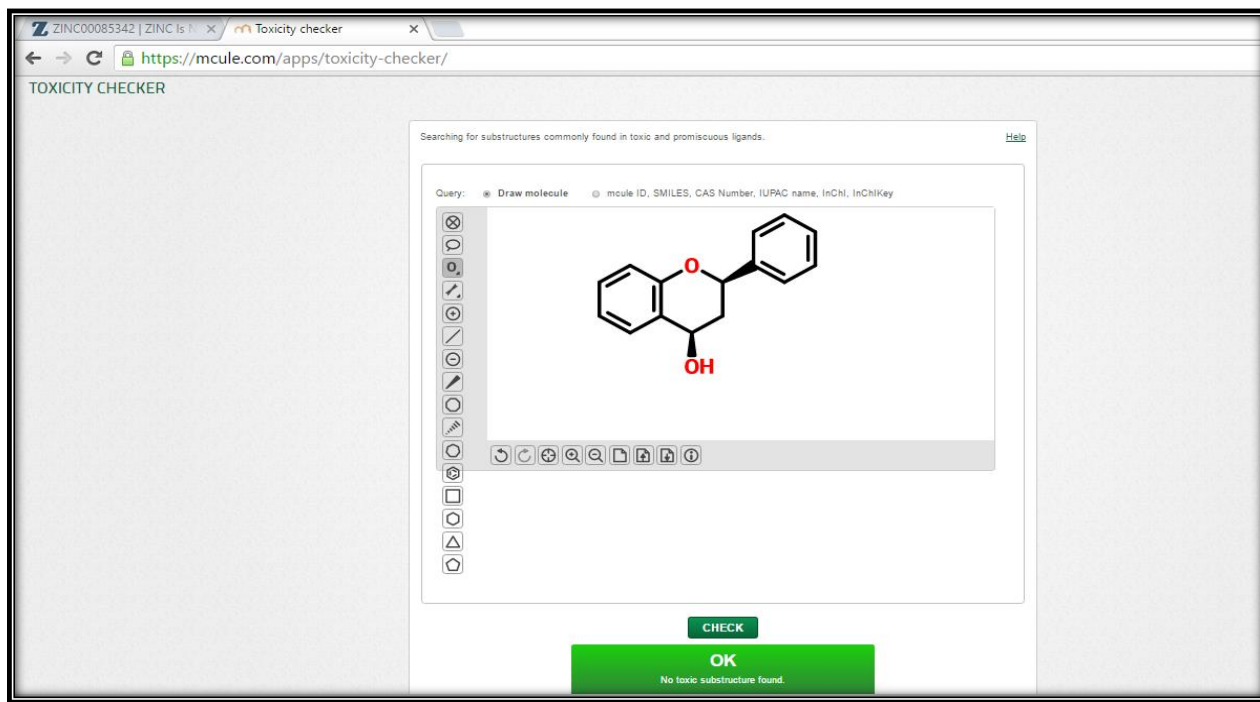 ZINC00085342 | ZINC Is N
Toxicity checker
https://mcule.com/apps/toxicity-checker/
TOXICITY CHECKER
Searching for substructures commonly found in toxic and promiscuous ligands.
Help
Query: Draw molecule mcule ID, SMILES, CAS Number, IUPAC name, InChI, InChIKey
O
O
OH
CHECK
OK
No toxic substructure found.